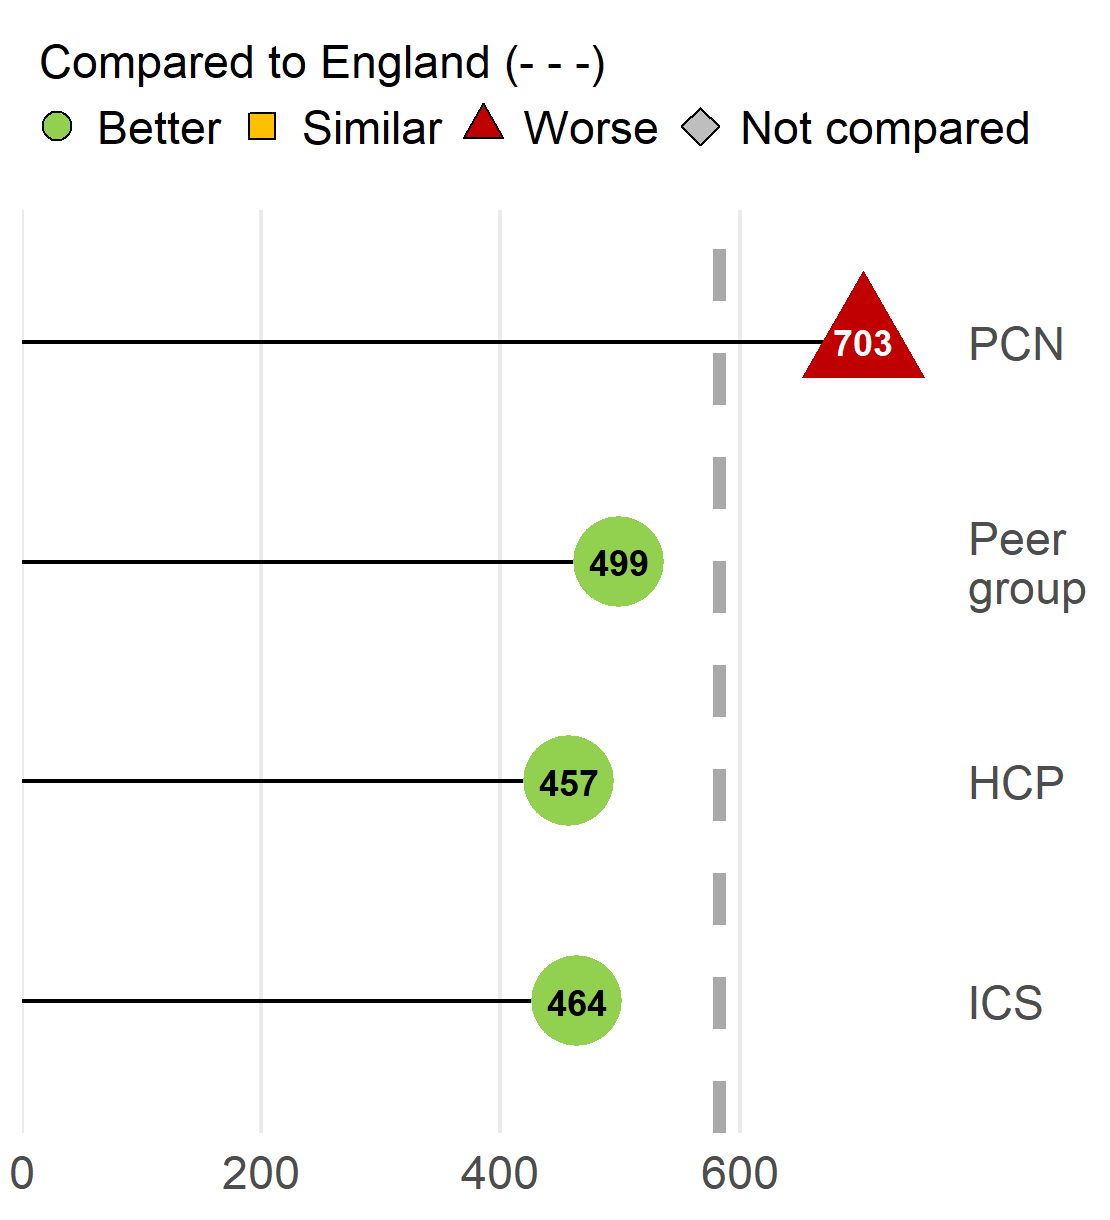 Compared to England (- - -)
Better Similar Worse Not compared
703 PCN
499 Peer
group
457 HCP
464 ICS
0 200 400 600